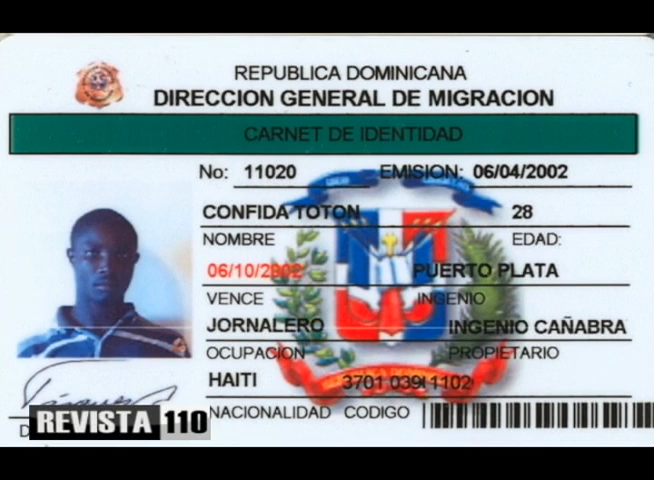 REPUBLICA DOMINICANA
DIRECCION GENERAL DE MIGRACION
CARNET DE IDENTIDAD
No: 11020 EMISION: 06/04/2002
CONFIDA TOTON 28
NOMBRE EDAD:
06/10/2002 PUERTO PLATA
VENCE INGENIO
JORNALERO INGENIO CAÑABRA
OCUPACION PROPIETARIO
HAITI 3701 039 1102
NACIONALIDAD CODIGO
REVISTA 110